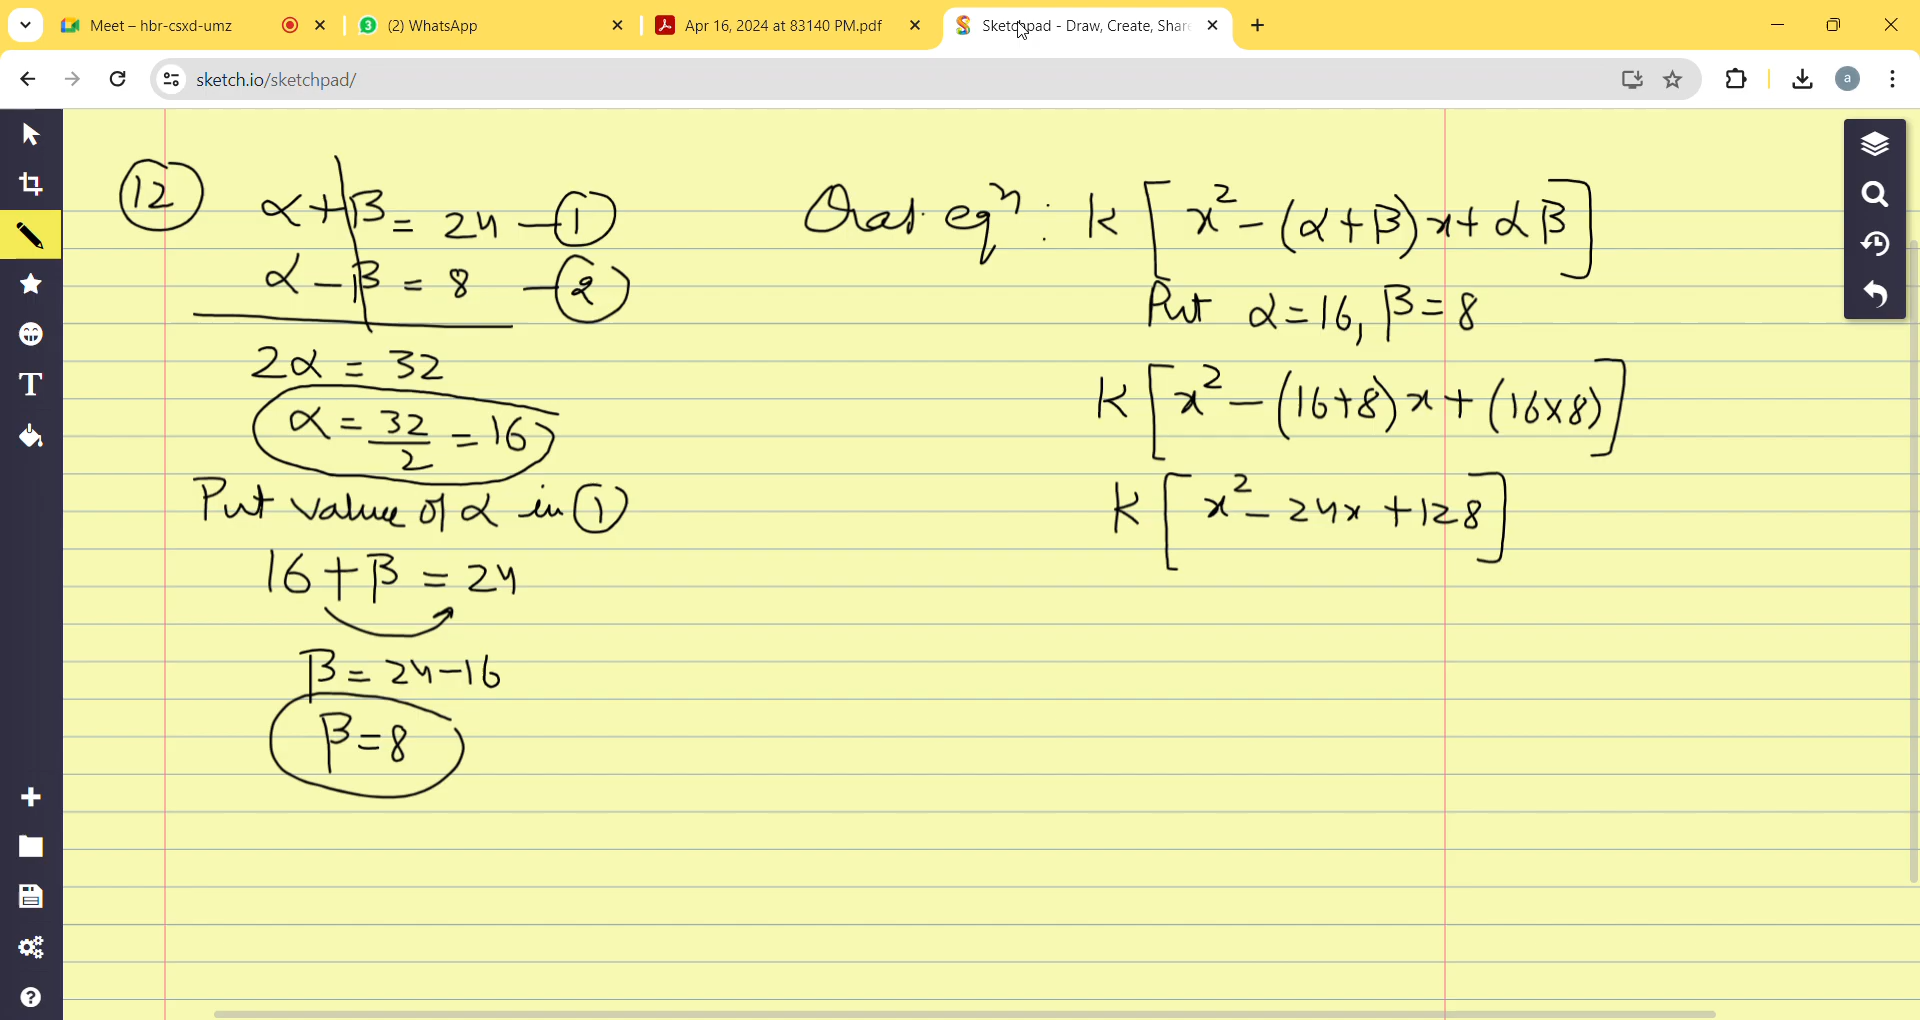 Meet – hbr-csxd-umz
(2) WhatsApp
Apr 16, 2024 at 83140 PM.pdf
Sketchpad - Draw, Create, Share
sketch.io/sketchpad/
a
12
α+β = 24 — 1
α – β = 8 — 2
2α = 32
α = 32/2 = 16
Put value of α in 1
16 + β = 24
β = 24–16
β = 8
Quad. eqⁿ : k [x² – (α + β)x + αβ]
Put α = 16, β = 8
k [x² – (16+8)x + (16×8)]
k [x² – 24x + 128]
T